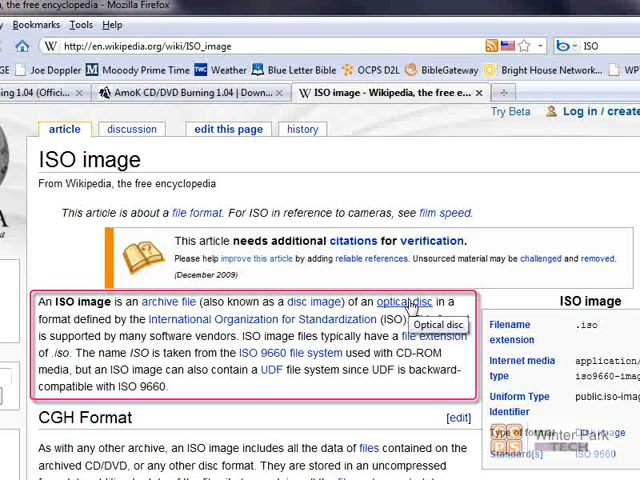 , the free encyclopedia - Mozilla Firefox
Bookmarks Tools Help
http://en.wikipedia.org/wiki/ISO_image
ISO
Joe Doppler Mooody Prime Time Weather Blue Letter Bible OCPS D2L BibleGateway Bright House Network...
ning 1.04 (Offici... AmoK CD/DVD Burning 1.04 | Down... ISO image - Wikipedia, the free e...
Try Beta Log in / create
article discussion edit this page history
ISO image
From Wikipedia, the free encyclopedia
This article is about a file format. For ISO in reference to cameras, see film speed.
This article needs additional citations for verification.
Please help improve this article by adding reliable references. Unsourced material may be challenged and removed.
(December 2009)
An ISO image is an archive file (also known as a disc image) of an optical disc in a
format defined by the International Organization for Standardization (ISO).
Optical disc
is supported by many software vendors. ISO image files typically have a file extension
of .iso. The name ISO is taken from the ISO 9660 file system used with CD-ROM
media, but an ISO image can also contain a UDF file system since UDF is backward-
compatible with ISO 9660.
CGH Format [edit]
As with any other archive, an ISO image includes all the data of files contained on the
archived CD/DVD, or any other disc format. They are stored in an uncompressed
ISO image
Filename extension .iso
Internet media type application/
iso9660-imag
Uniform Type Identifier public.iso-imag
Type of format Disk image
Standard(s) ISO 9660
Winter Park
TECH